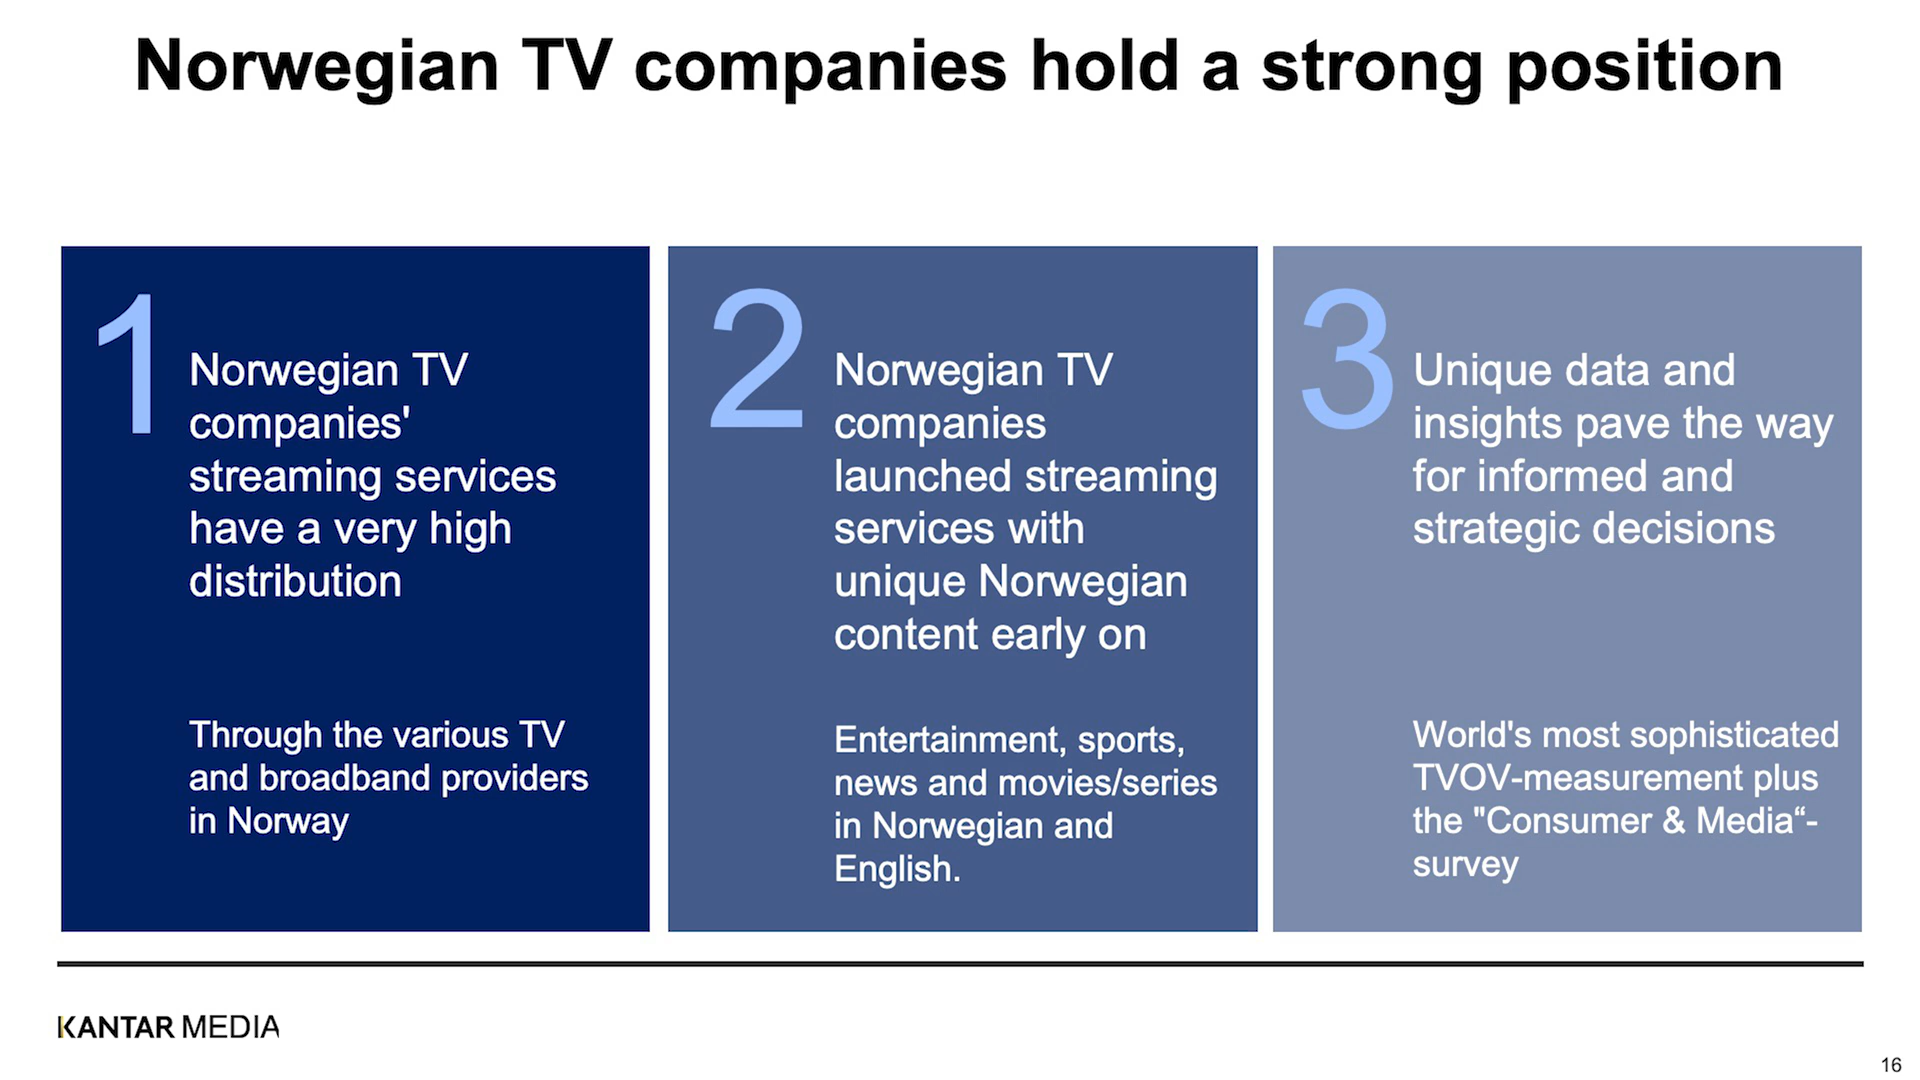 Norwegian TV companies hold a strong position
1
Norwegian TV
companies'
streaming services
have a very high
distribution
Through the various TV
and broadband providers
in Norway
2
Norwegian TV
companies
launched streaming
services with
unique Norwegian
content early on
Entertainment, sports,
news and movies/series
in Norwegian and
English.
3
Unique data and
insights pave the way
for informed and
strategic decisions
World's most sophisticated
TVOV-measurement plus
the "Consumer & Media“-
survey
KANTAR MEDIA
16